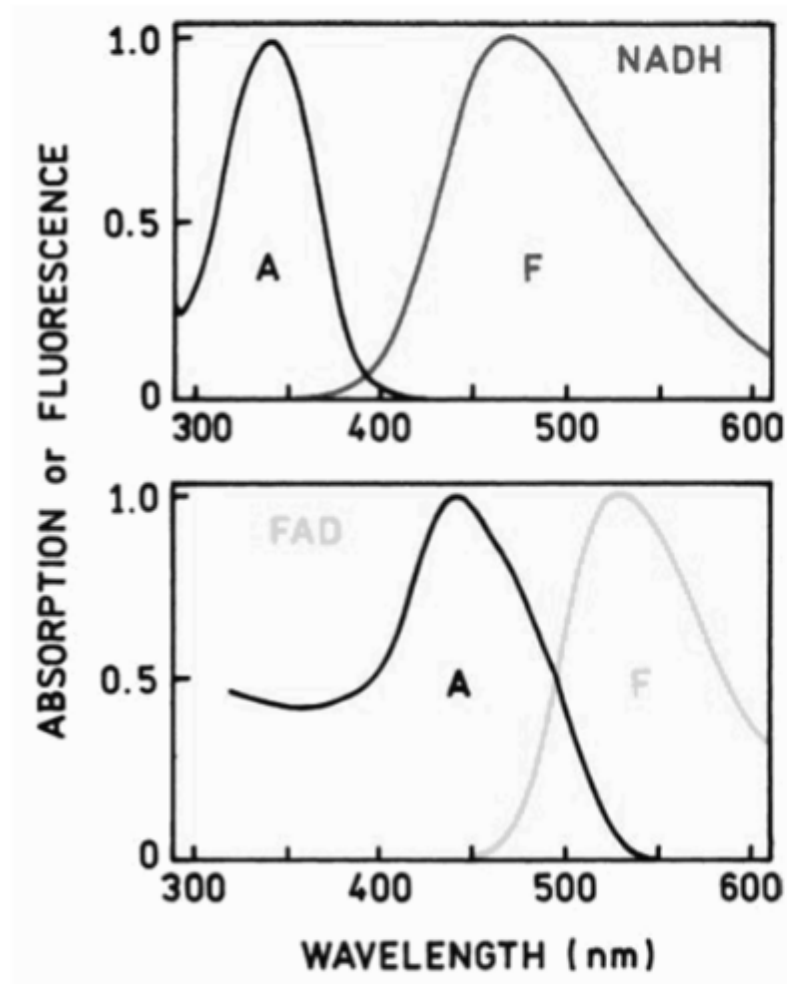 ABSORPTION or FLUORESCENCE
1.0
NADH
0.5
A
F
0
300
400
500
600
1.0
FAD
0.5
A
F
0
300
400
500
600
WAVELENGTH (nm)